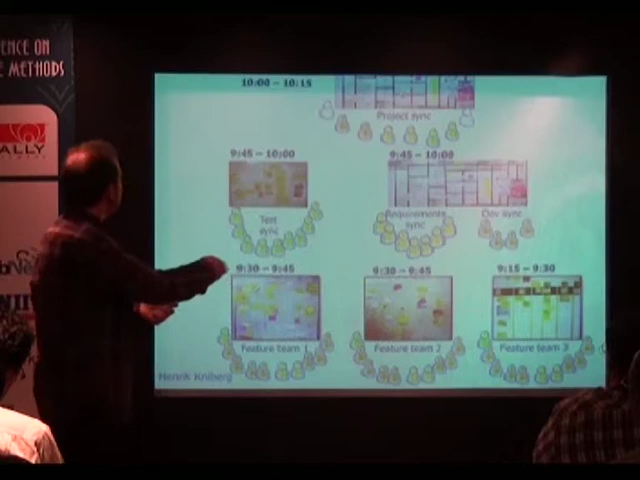 ENCE ON
E METHODS
ALLY
10:00 – 10:15
Project sync
9:45 – 10:00
9:45 – 10:00
Test
sync
Requirements
sync
Dev sync
9:30 – 9:45
9:30 – 9:45
9:15 – 9:30
Feature team 1
Feature team 2
Feature team 3
Henrik Kniberg